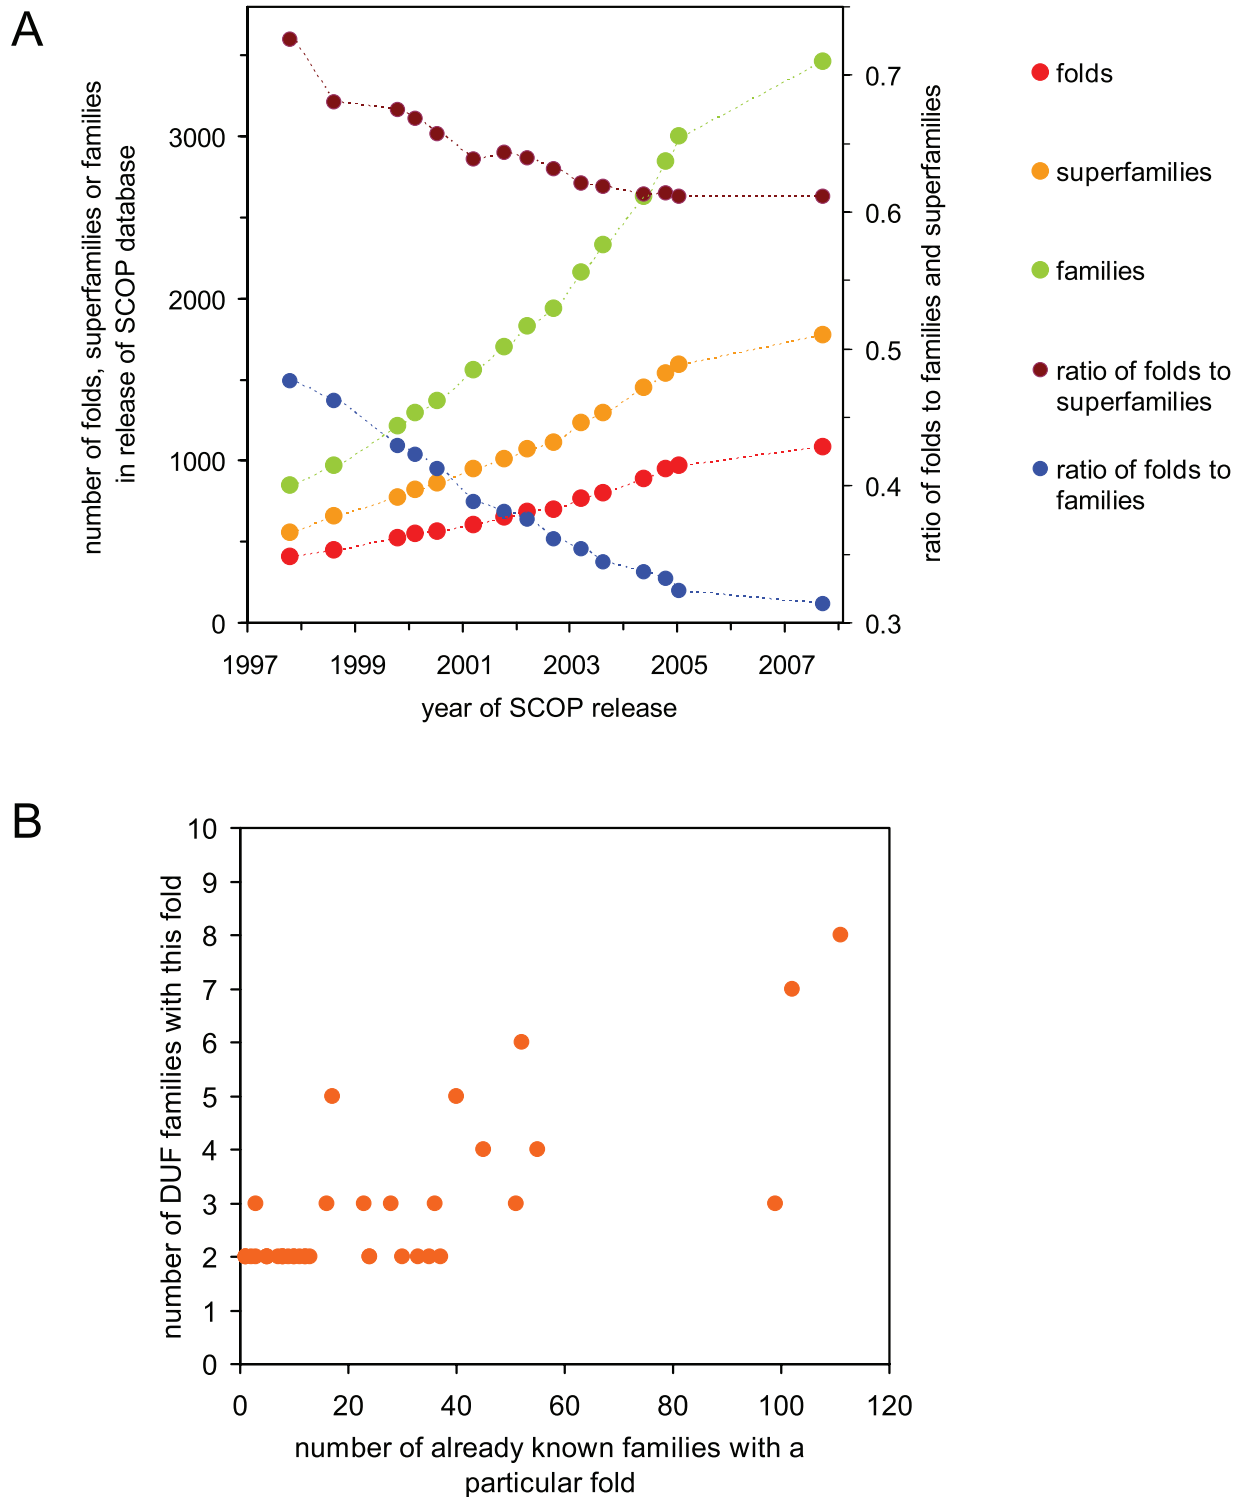 A
number of folds, superfamilies or families
in release of SCOP database
3000
2000
1000
0
0.7
0.6
0.5
0.4
0.3
ratio of folds to families and superfamilies
1997
1999
2001
2003
2005
2007
year of SCOP release
folds
superfamilies
families
ratio of folds to
superfamilies
ratio of folds to
families
B
number of DUF families with this fold
10
9
8
7
6
5
4
3
2
1
0
0
20
40
60
80
100
120
number of already known families with a
particular fold